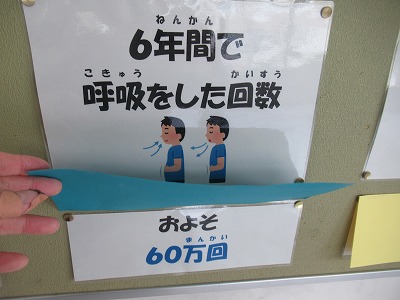 ねんかん
6年間で
こきゅう かいすう
呼吸をした回数
およそ
まんかい
60万回